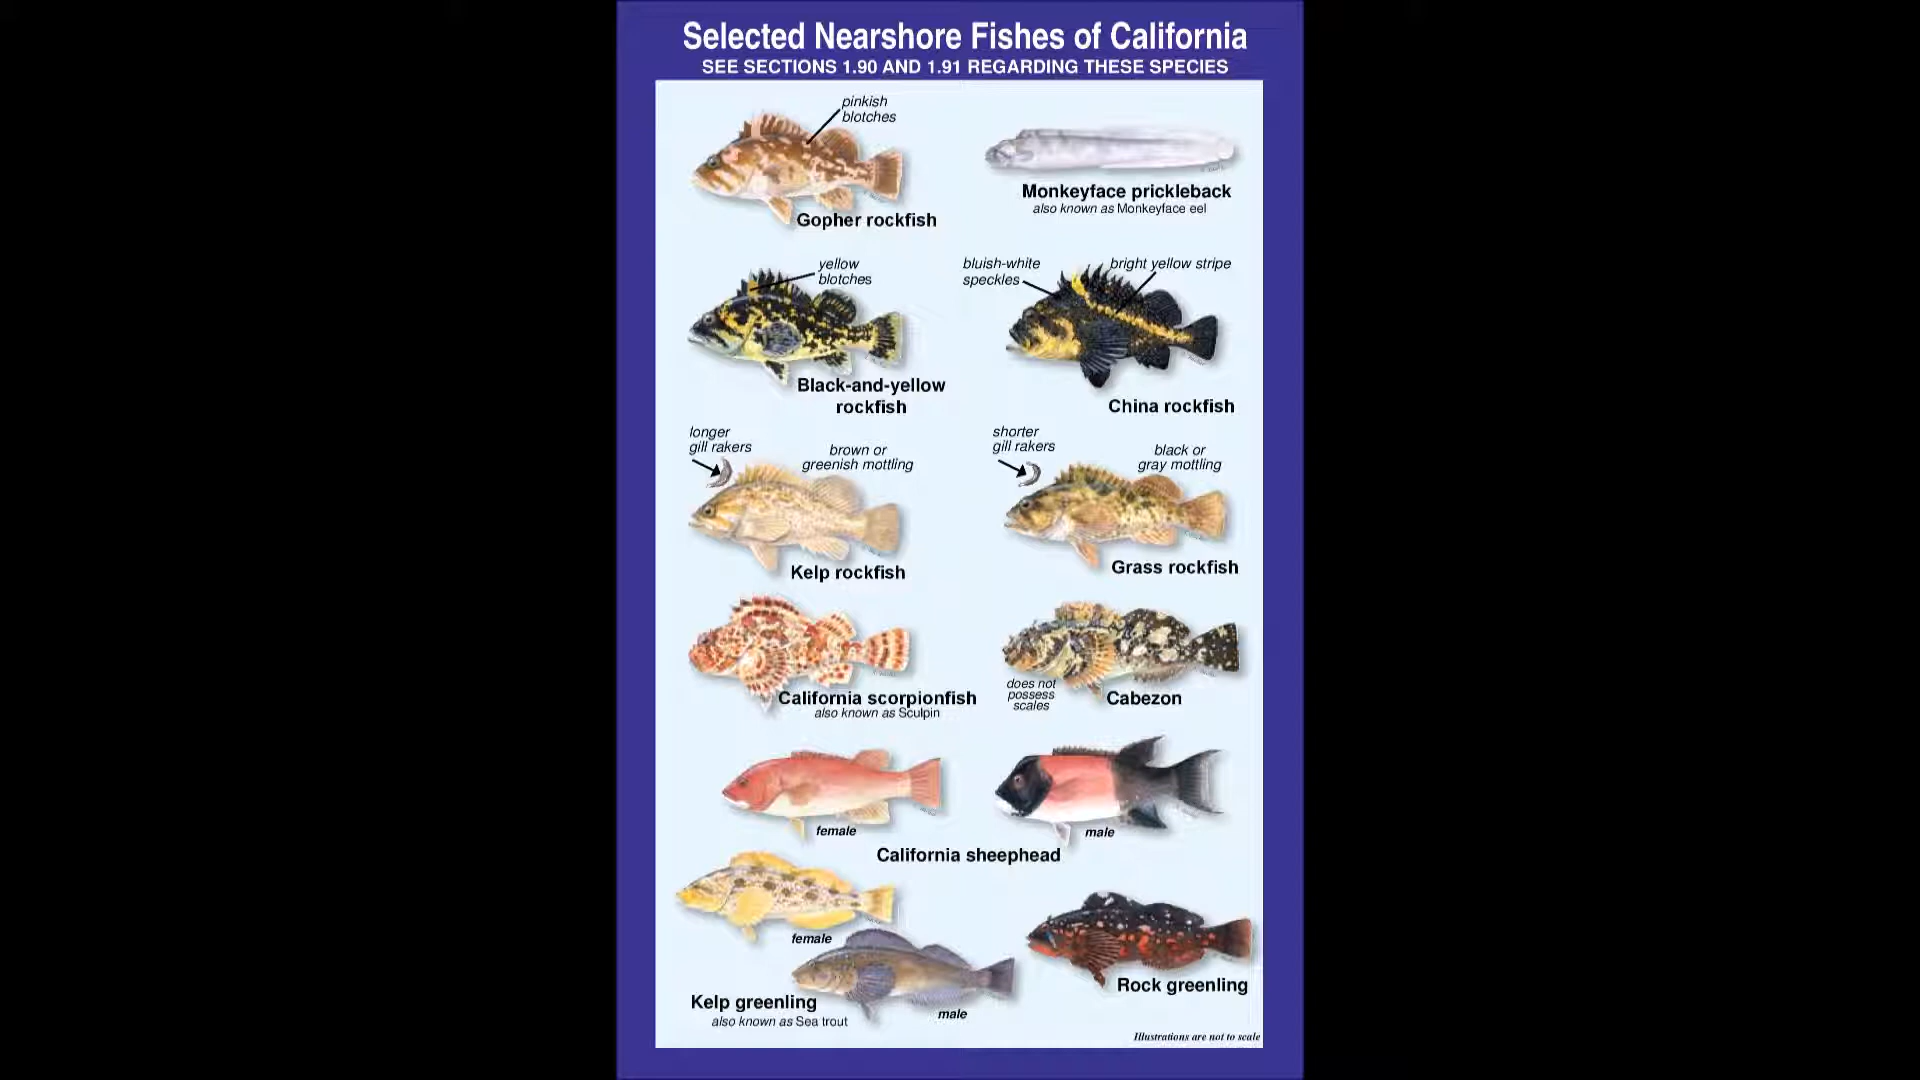 Selected Nearshore Fishes of California
SEE SECTIONS 1.90 AND 1.91 REGARDING THESE SPECIES
pinkish
blotches
Gopher rockfish
Monkeyface prickleback
also known as Monkeyface eel
yellow
blotches
Black-and-yellow
rockfish
bluish-white
speckles
bright yellow stripe
China rockfish
longer
gill rakers
brown or
greenish mottling
Kelp rockfish
shorter
gill rakers
black or
gray mottling
Grass rockfish
California scorpionfish
also known as Sculpin
does not
possess
scales
Cabezon
female
male
California sheephead
female
Kelp greenling
also known as Sea trout
male
Rock greenling
Illustrations are not to scale